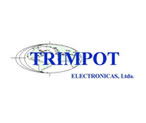 TRIMPOT
ELECTRONICAS, Ltda.